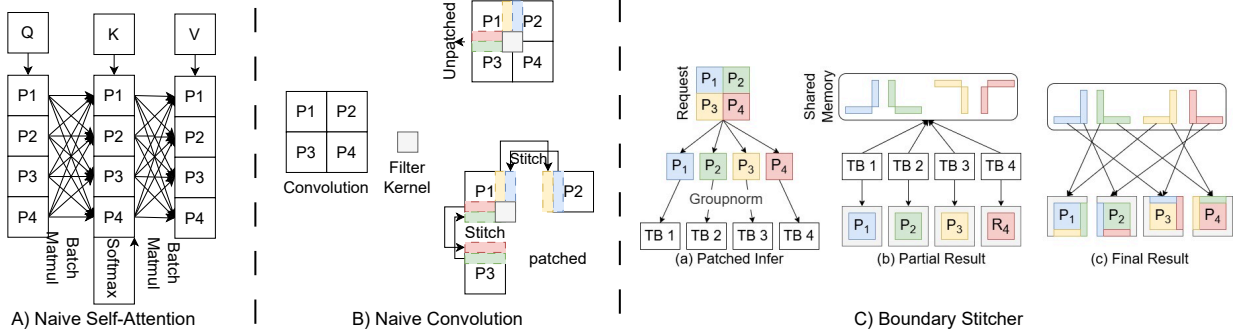 Q
K
V
P1
P1
P1
P2
P2
P2
P3
P3
P3
P4
P4
P4
Batch
Matmul
Softmax
Batch
Matmul
A) Naive Self-Attention
P1
P2
P3
P4
Unpatched
P1
P2
P3
P4
Convolution
Filter
Kernel
Stitch
P1
P2
Stitch
P3
patched
B) Naive Convolution
Request
P1
P2
P3
P4
P1
P2
P3
P4
Groupnorm
TB 1
TB 2
TB 3
TB 4
(a) Patched Infer
Shared
Memory
TB 1
TB 2
TB 3
TB 4
P1
P2
P3
R4
(b) Partial Result
P1
P2
P3
P4
(c) Final Result
C) Boundary Stitcher